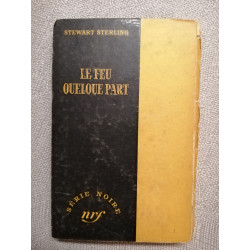 STEWART STERLING
LE FEU
QUELQUE PART
SÉRIE NOIRE
nrf